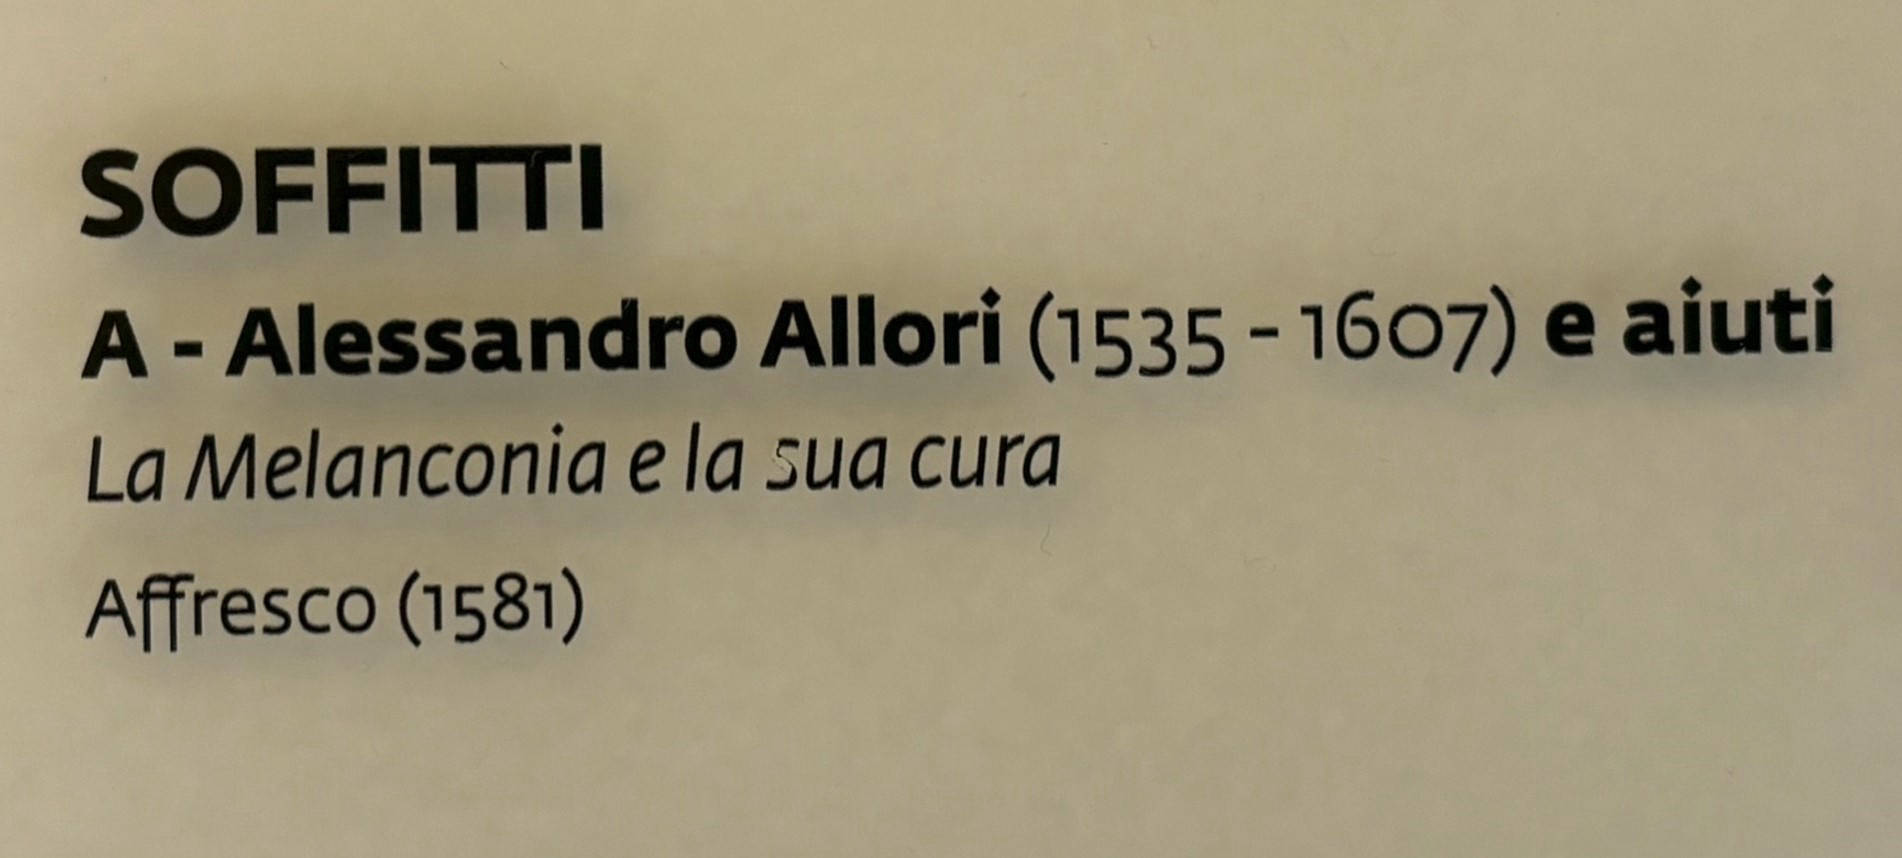 SOFFITTI
A - Alessandro Allori (1535 - 1607) e aiuti
La Melanconia e la sua cura
Affresco (1581)